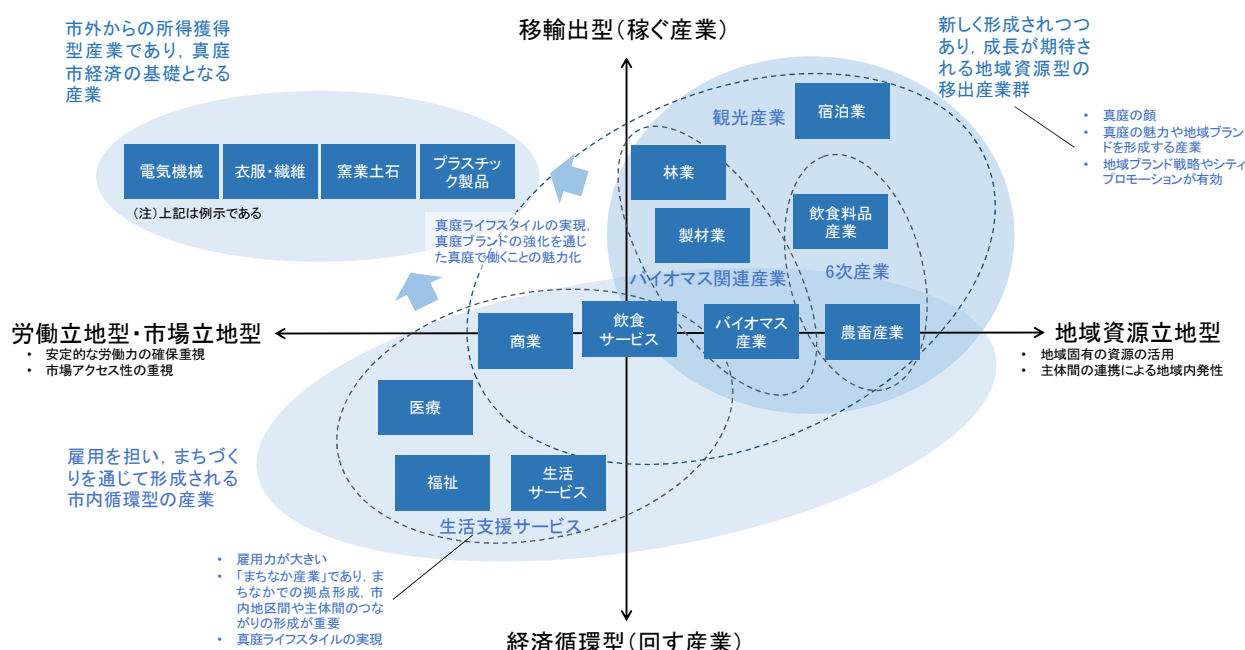 移輸出型（稼ぐ産業）
市外からの所得獲得
型産業であり，真庭
市経済の基礎となる
産業
新しく形成されつつ
あり，成長が期待さ
れる地域資源型の
移出産業群
• 真庭の顔
• 真庭の魅力や地域ブラン
ドを形成する産業
• 地域ブランド戦略やシティ
プロモーションが有効
観光産業
宿泊業
電気機械
衣服・繊維
窯業土石
プラスチッ
ク製品
（注）上記は例示である
林業
製材業
飲食料品
産業
真庭ライフスタイルの実現，
真庭ブランドの強化を通じ
た真庭で働くことの魅力化
バイオマス関連産業
6次産業
労働立地型・市場立地型
• 安定的な労働力の確保重視
• 市場アクセス性の重視
商業
飲食
サービス
バイオマス
産業
農畜産業
地域資源立地型
• 地域固有の資源の活用
• 主体間の連携による地域内発性
医療
福祉
生活
サービス
生活支援サービス
雇用を担い，まちづく
りを通じて形成される
市内循環型の産業
• 雇用力が大きい
• 「まちなか産業」であり，ま
ちなかでの拠点形成，市
内地区間や主体間のつな
がりの形成が重要
• 真庭ライフスタイルの実現
経済循環型（回す産業）